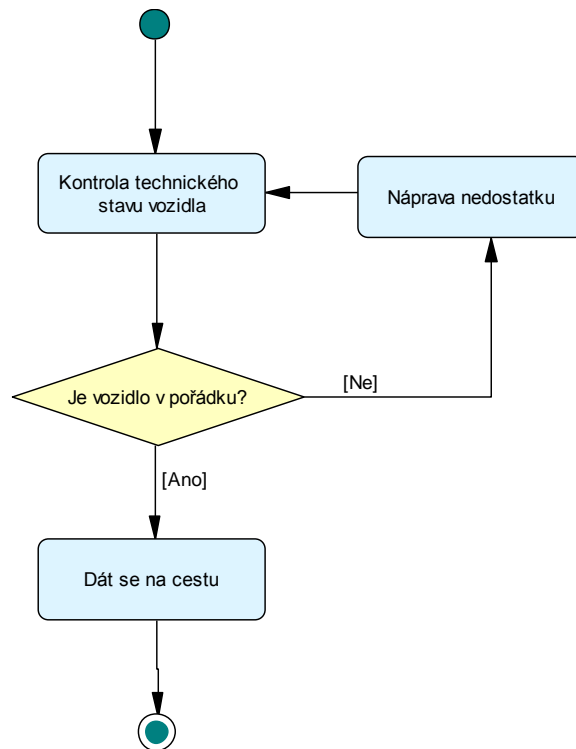 Kontrola technického
stavu vozidla
Náprava nedostatku
Je vozidlo v pořádku?
[Ne]
[Ano]
Dát se na cestu